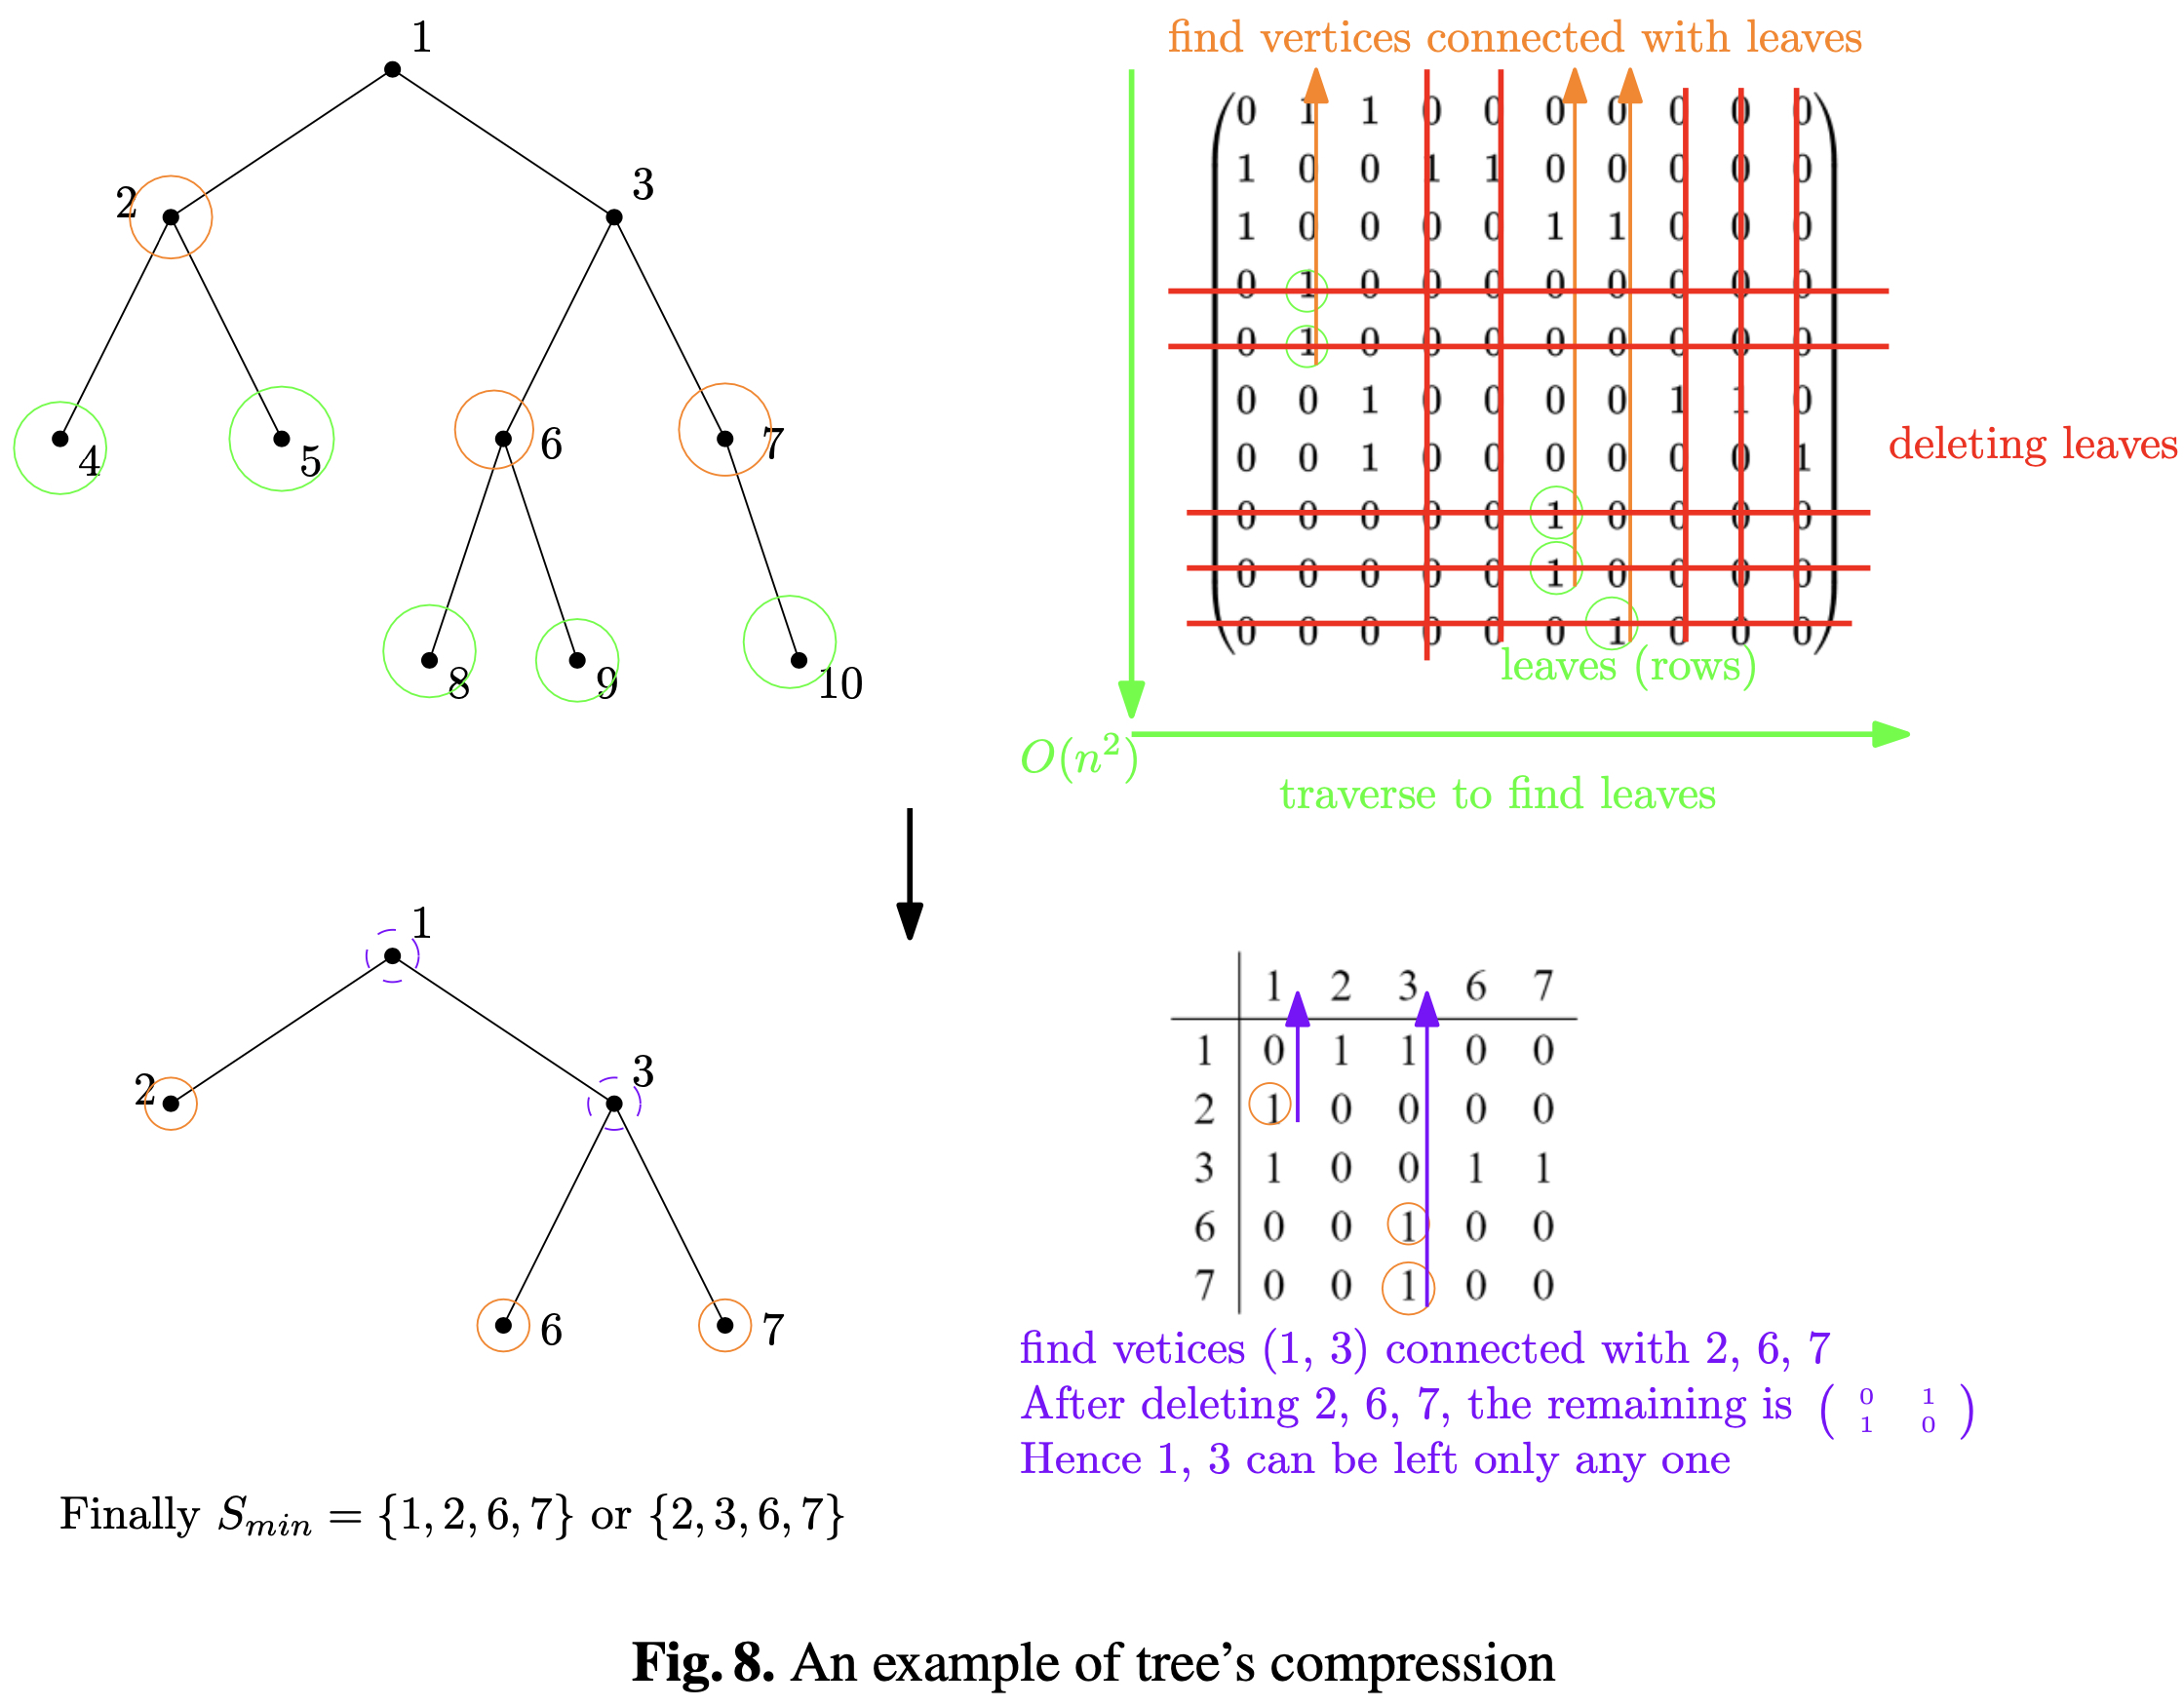 1
2
3
4
5
6
7
8
9
10
find vertices connected with leaves
0 1 1 0 0 0 0 0 0 0
1 0 0 1 1 0 0 0 0 0
1 0 0 0 0 1 1 0 0 0
0 1 0 0 0 0 0 0 0 0
0 1 0 0 0 0 0 0 0 0
0 0 1 0 0 0 0 1 1 0
0 0 1 0 0 0 0 0 0 1
0 0 0 0 0 1 0 0 0 0
0 0 0 0 0 1 0 0 0 0
0 0 0 0 0 0 1 0 0 0
deleting leaves
leaves (rows)
O(n²)
traverse to find leaves
1
2
3
6
7
1 2 3 6 7
1 0 1 1 0 0
2 1 0 0 0 0
3 1 0 0 1 1
6 0 0 1 0 0
7 0 0 1 0 0
find vetices (1, 3) connected with 2, 6, 7
After deleting 2, 6, 7, the remaining is ( 0 1
1 0 )
Hence 1, 3 can be left only any one
Finally S_min = {1, 2, 6, 7} or {2, 3, 6, 7}
Fig. 8. An example of tree's compression